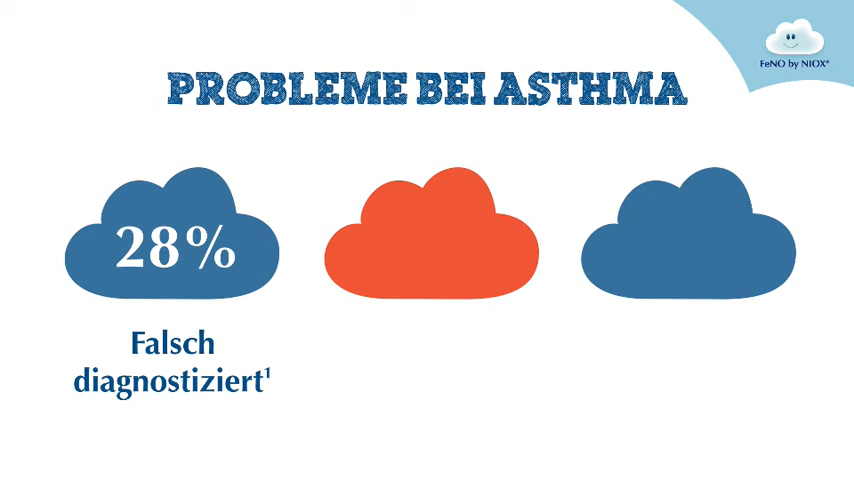 FeNO by NIOX®
PROBLEME BEI ASTHMA
28%
Falsch
diagnostiziert¹